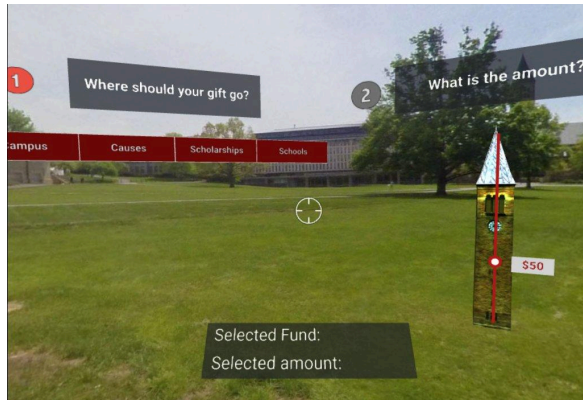 1
Where should your gift go?
2
What is the amount?
Campus
Causes
Scholarships
Schools
$50
Selected Fund:
Selected amount: